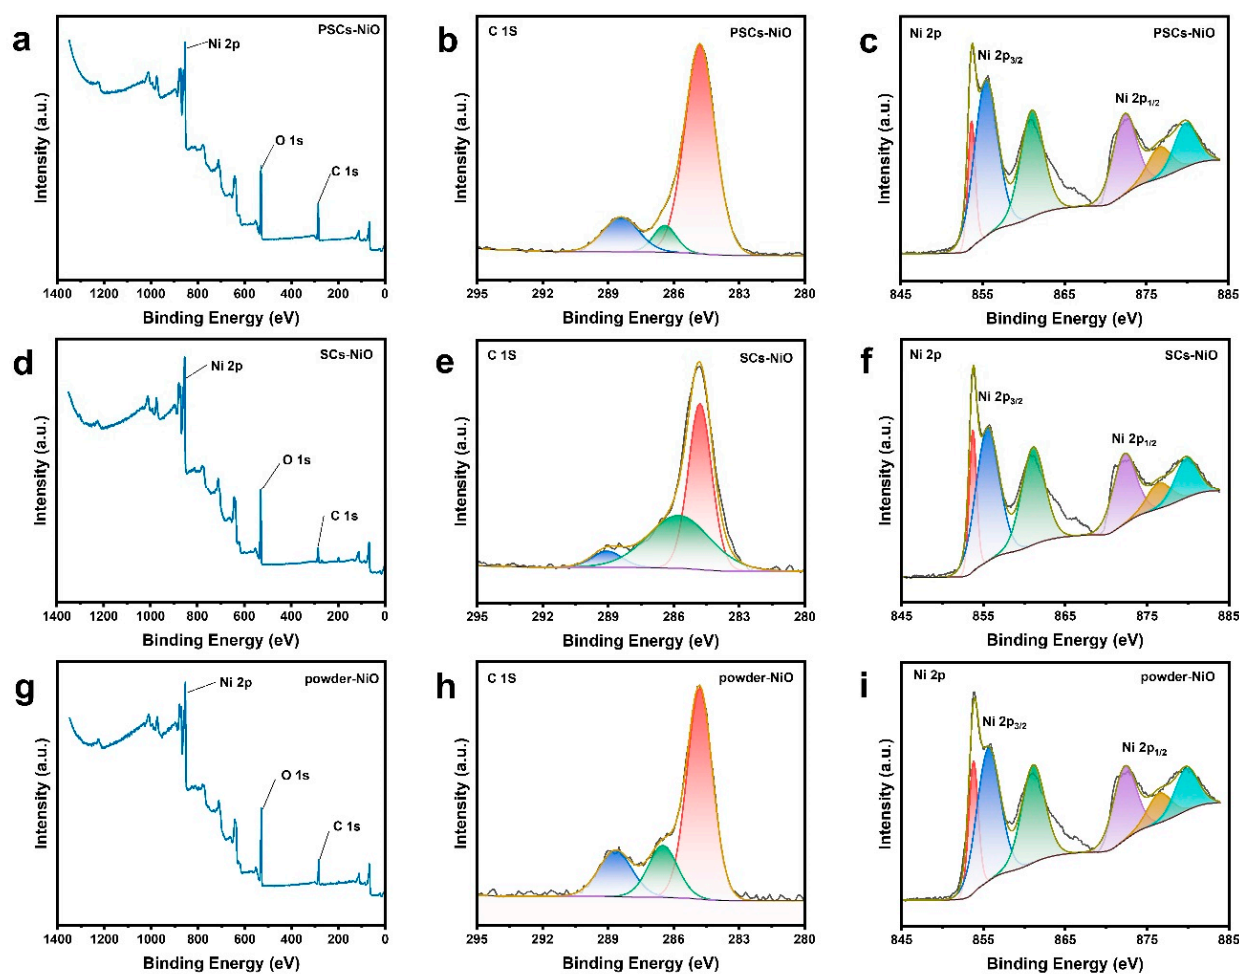 a
PSCs-NiO
Ni 2p
O 1s
C 1s
Intensity (a.u.)
1400 1200 1000 800 600 400 200 0
Binding Energy (eV)
b
C 1S
PSCs-NiO
Intensity (a.u.)
295 292 289 286 283 280
Binding Energy (eV)
c
Ni 2p
PSCs-NiO
Ni 2p3/2
Ni 2p1/2
Intensity (a.u.)
845 855 865 875 885
Binding Energy (eV)
d
SCs-NiO
Ni 2p
O 1s
C 1s
Intensity (a.u.)
1400 1200 1000 800 600 400 200 0
Binding Energy (eV)
e
C 1S
SCs-NiO
Intensity (a.u.)
295 292 289 286 283 280
Binding Energy (eV)
f
Ni 2p
SCs-NiO
Ni 2p3/2
Ni 2p1/2
Intensity (a.u.)
845 855 865 875 885
Binding Energy (eV)
g
powder-NiO
Ni 2p
O 1s
C 1s
Intensity (a.u.)
1400 1200 1000 800 600 400 200 0
Binding Energy (eV)
h
C 1S
powder-NiO
Intensity (a.u.)
295 292 289 286 283 280
Binding Energy (eV)
i
Ni 2p
powder-NiO
Ni 2p3/2
Ni 2p1/2
Intensity (a.u.)
845 855 865 875 885
Binding Energy (eV)